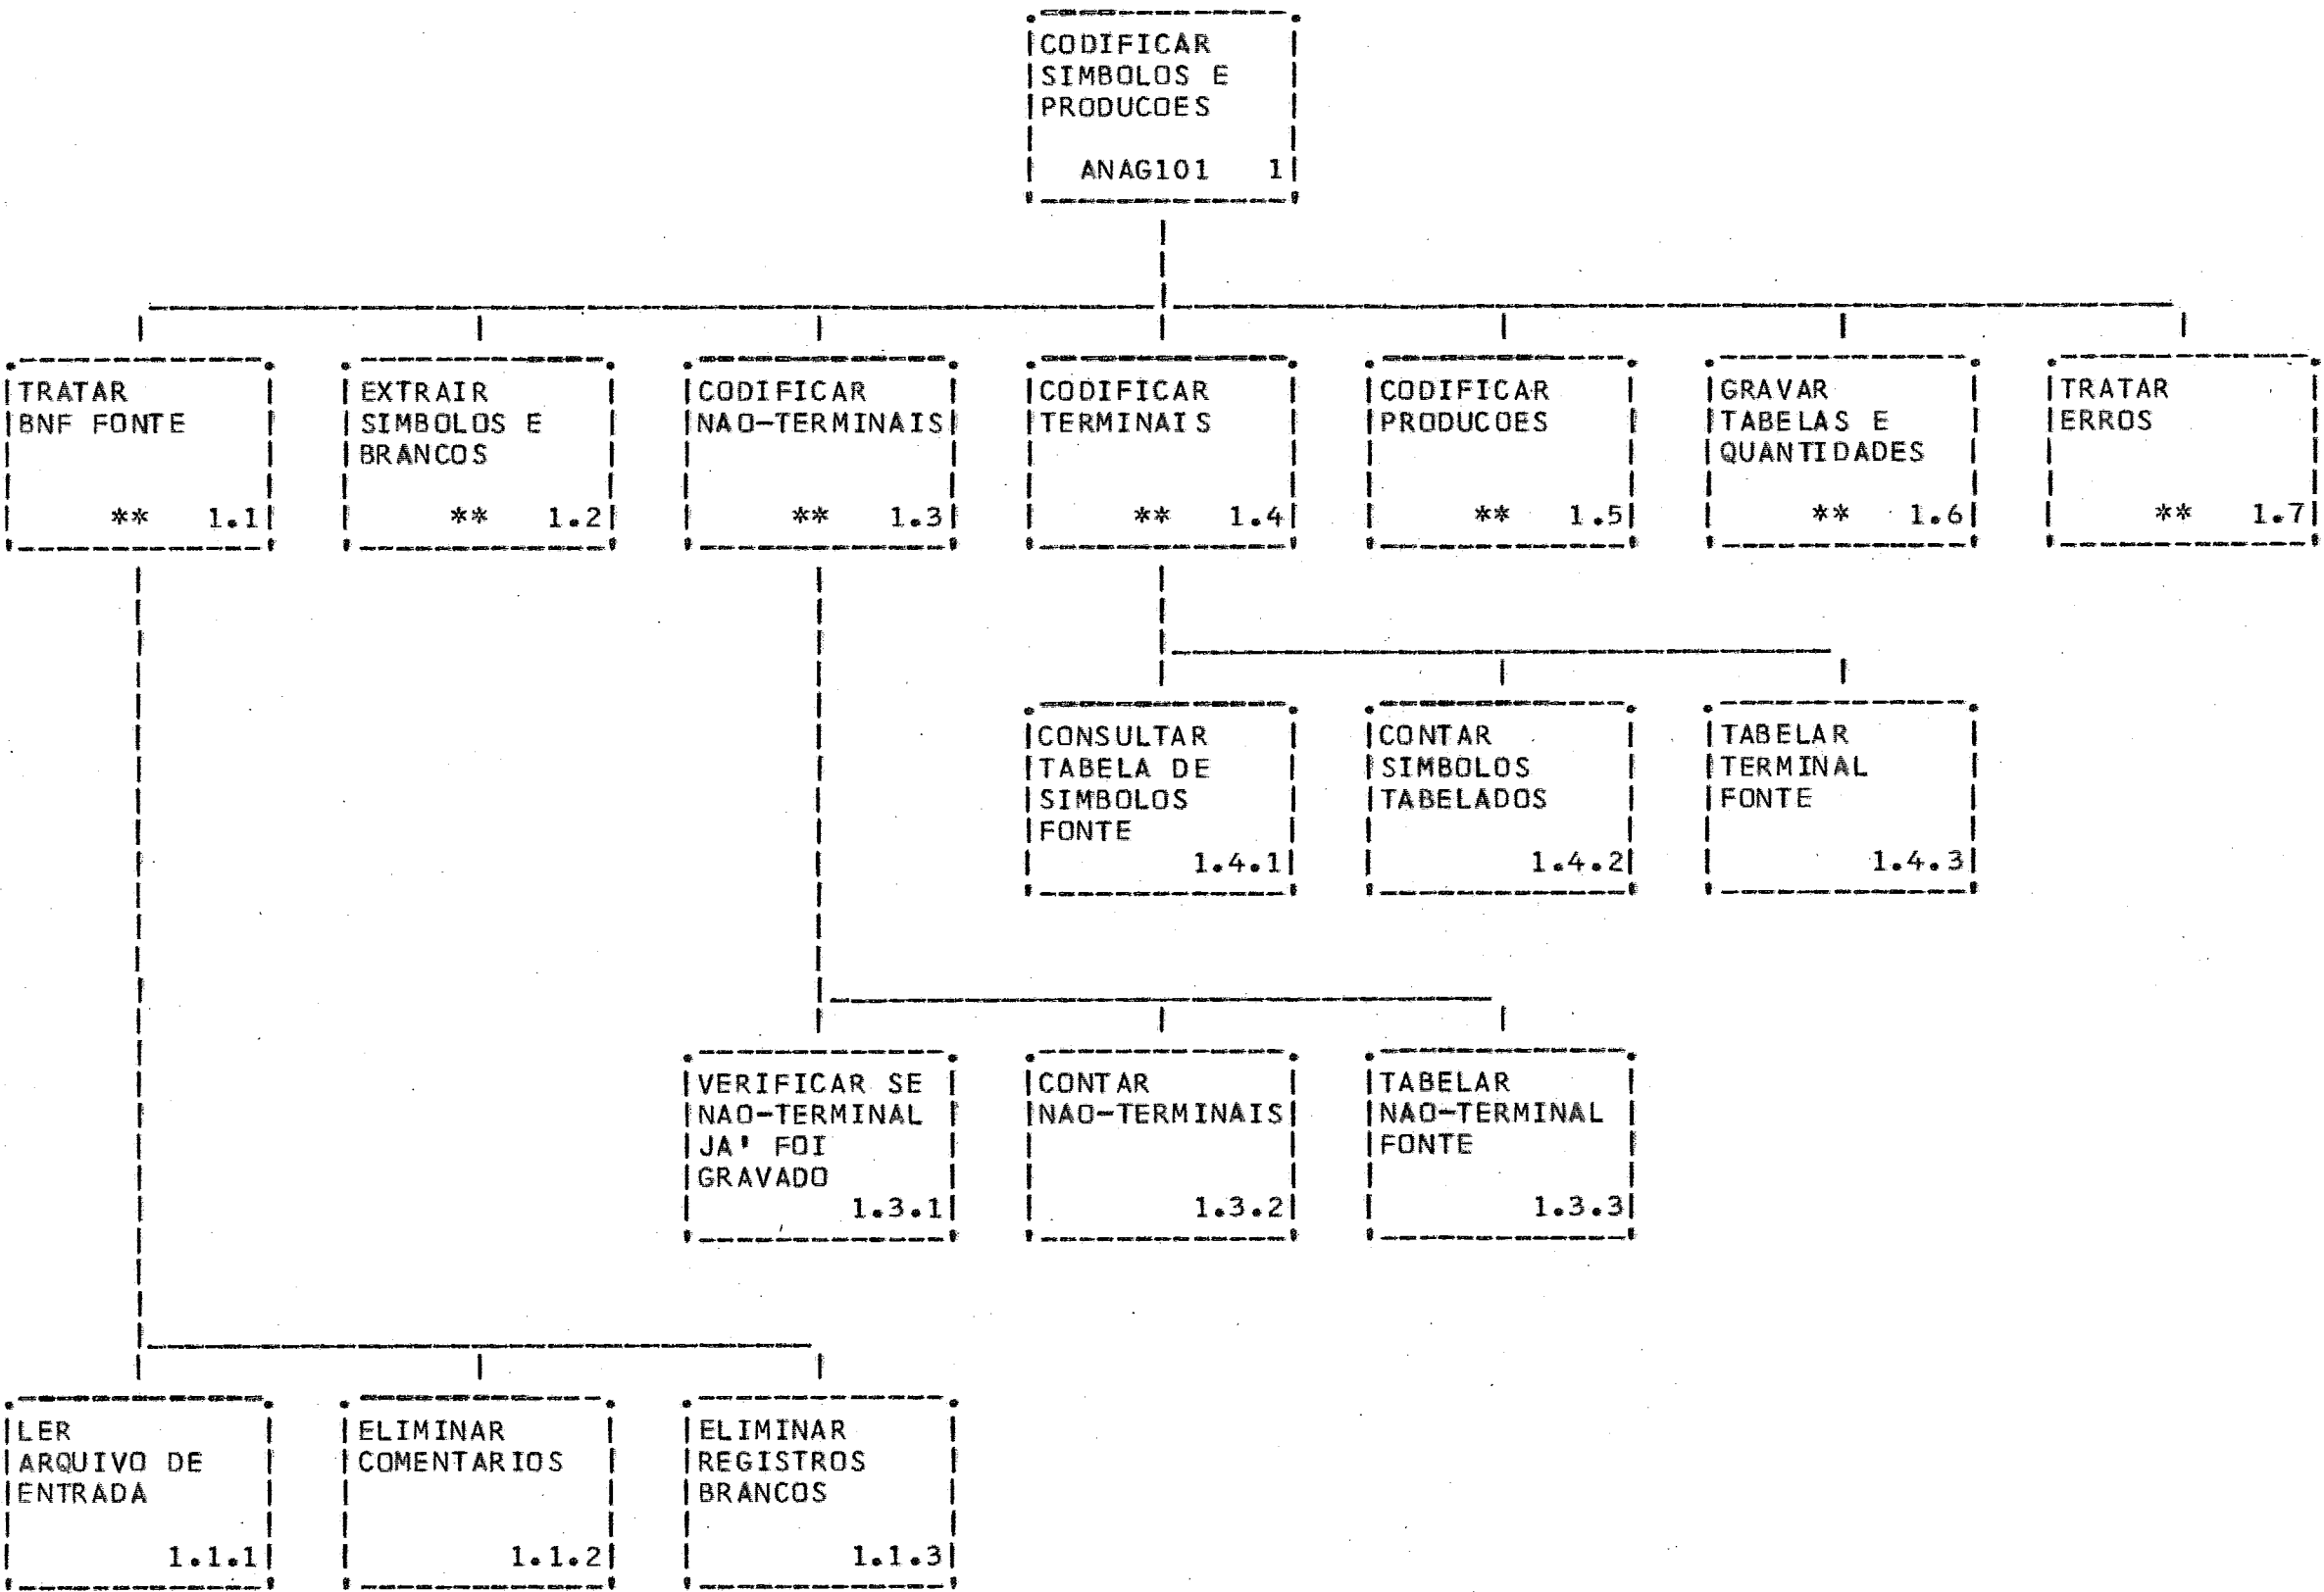 CODIFICAR
SIMBOLOS E
PRODUCOES
ANAG101 1
TRATAR
BNF FONTE
** 1.1
EXTRAIR
SIMBOLOS E
BRANCOS
** 1.2
CODIFICAR
NAO-TERMINAIS
** 1.3
CODIFICAR
TERMINAIS
** 1.4
CODIFICAR
PRODUCOES
** 1.5
GRAVAR
TABELAS E
QUANTIDADES
** 1.6
TRATAR
ERROS
** 1.7
CONSULTAR
TABELA DE
SIMBOLOS
FONTE
1.4.1
CONTAR
SIMBOLOS
TABELADOS
1.4.2
TABELAR
TERMINAL
FONTE
1.4.3
VERIFICAR SE
NAO-TERMINAL
JA' FOI
GRAVADO
1.3.1
CONTAR
NAO-TERMINAIS
1.3.2
TABELAR
NAO-TERMINAL
FONTE
1.3.3
LER
ARQUIVO DE
ENTRADA
1.1.1
ELIMINAR
COMENTARIOS
1.1.2
ELIMINAR
REGISTROS
BRANCOS
1.1.3